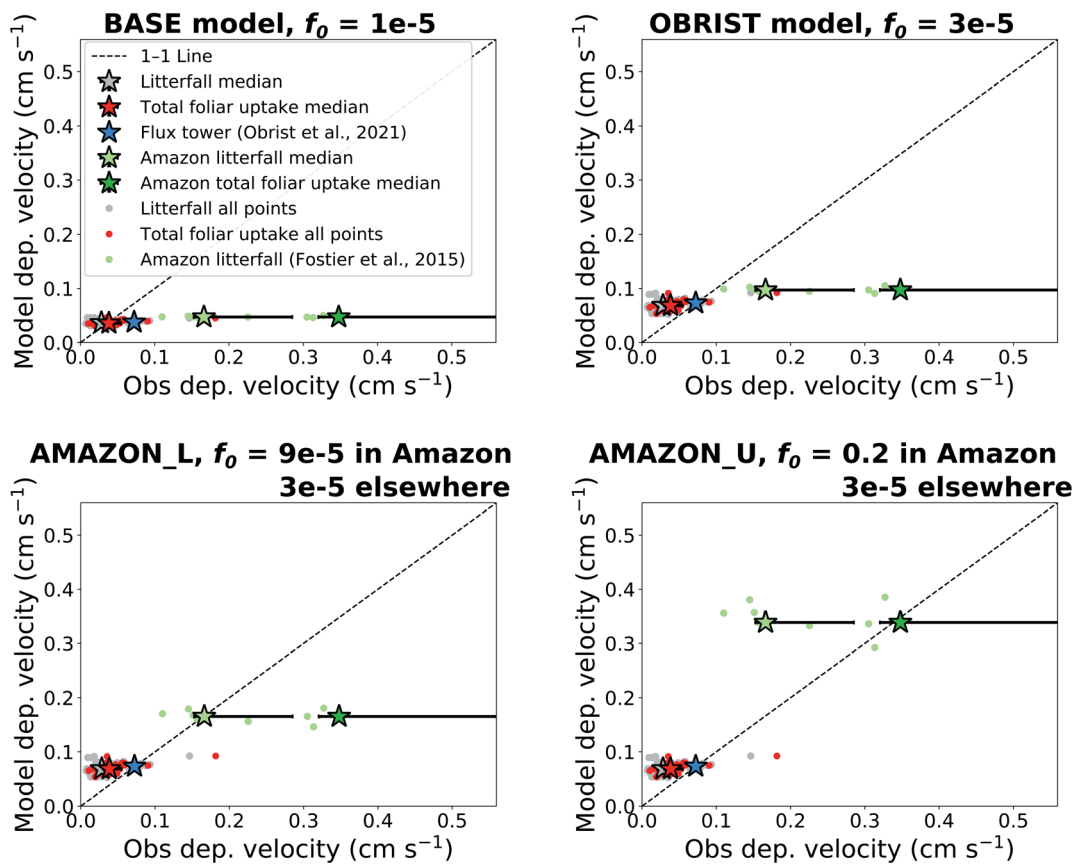 BASE model, f₀ = 1e-5
Model dep. velocity (cm s⁻¹)
0.5
0.4
0.3
0.2
0.1
0.0
1–1 Line
Litterfall median
Total foliar uptake median
Flux tower (Obrist et al., 2021)
Amazon litterfall median
Amazon total foliar uptake median
Litterfall all points
Total foliar uptake all points
Amazon litterfall (Fostier et al., 2015)
0.0 0.1 0.2 0.3 0.4 0.5
Obs dep. velocity (cm s⁻¹)
OBRIST model, f₀ = 3e-5
Model dep. velocity (cm s⁻¹)
0.5
0.4
0.3
0.2
0.1
0.0
0.0 0.1 0.2 0.3 0.4 0.5
Obs dep. velocity (cm s⁻¹)
AMAZON_L, f₀ = 9e-5 in Amazon
3e-5 elsewhere
Model dep. velocity (cm s⁻¹)
0.5
0.4
0.3
0.2
0.1
0.0
0.0 0.1 0.2 0.3 0.4 0.5
Obs dep. velocity (cm s⁻¹)
AMAZON_U, f₀ = 0.2 in Amazon
3e-5 elsewhere
Model dep. velocity (cm s⁻¹)
0.5
0.4
0.3
0.2
0.1
0.0
0.0 0.1 0.2 0.3 0.4 0.5
Obs dep. velocity (cm s⁻¹)